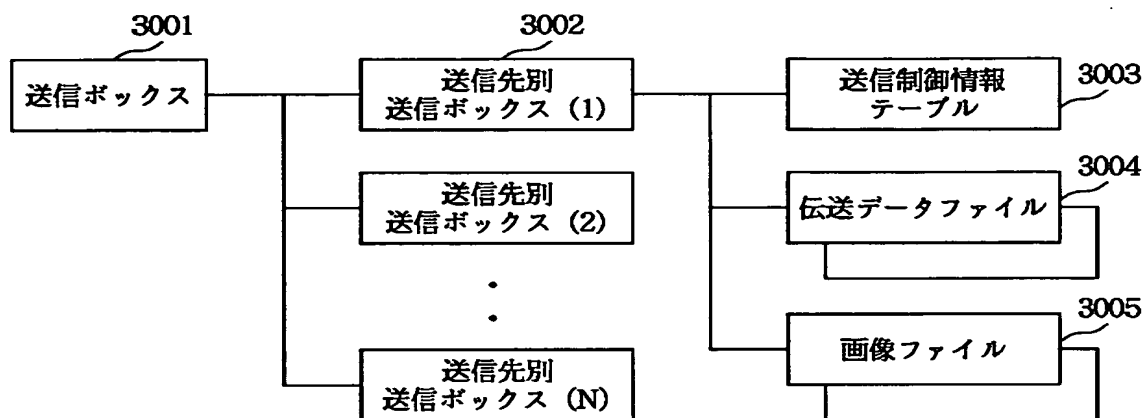 3001
送信ボックス
3002
送信先別
送信ボックス (1)
送信先別
送信ボックス (2)
送信先別
送信ボックス (N)
3003
送信制御情報
テーブル
3004
伝送データファイル
3005
画像ファイル